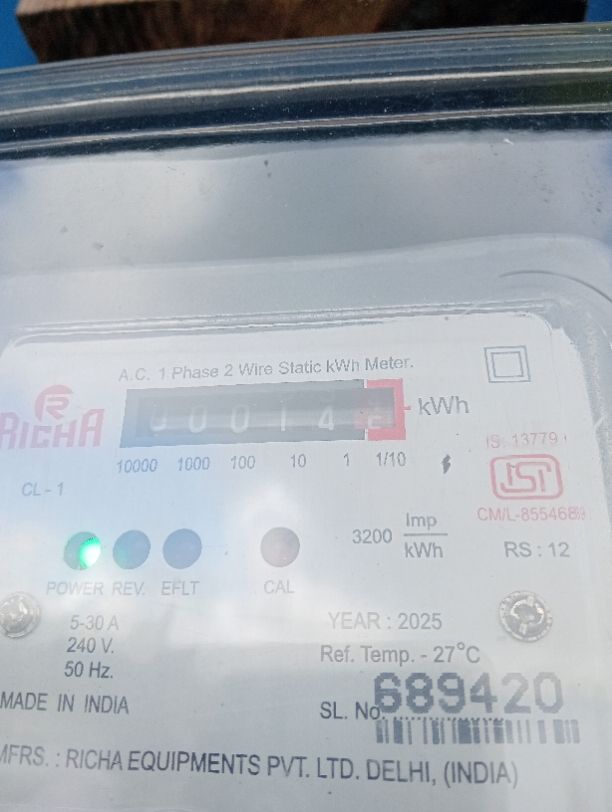 A.C. 1 Phase 2 Wire Static kWh Meter.
R
RICHA
0 0 0 1 4 2 kWh
10000 1000 100 10 1 1/10
IS: 13779
ISI
CL - 1
CM/L-8554689
3200 Imp
kWh
RS : 12
POWER REV. EFLT CAL
5-30 A
240 V.
50 Hz.
YEAR : 2025
Ref. Temp. - 27°C
MADE IN INDIA
SL. No. 689420
MFRS. : RICHA EQUIPMENTS PVT. LTD. DELHI, (INDIA)